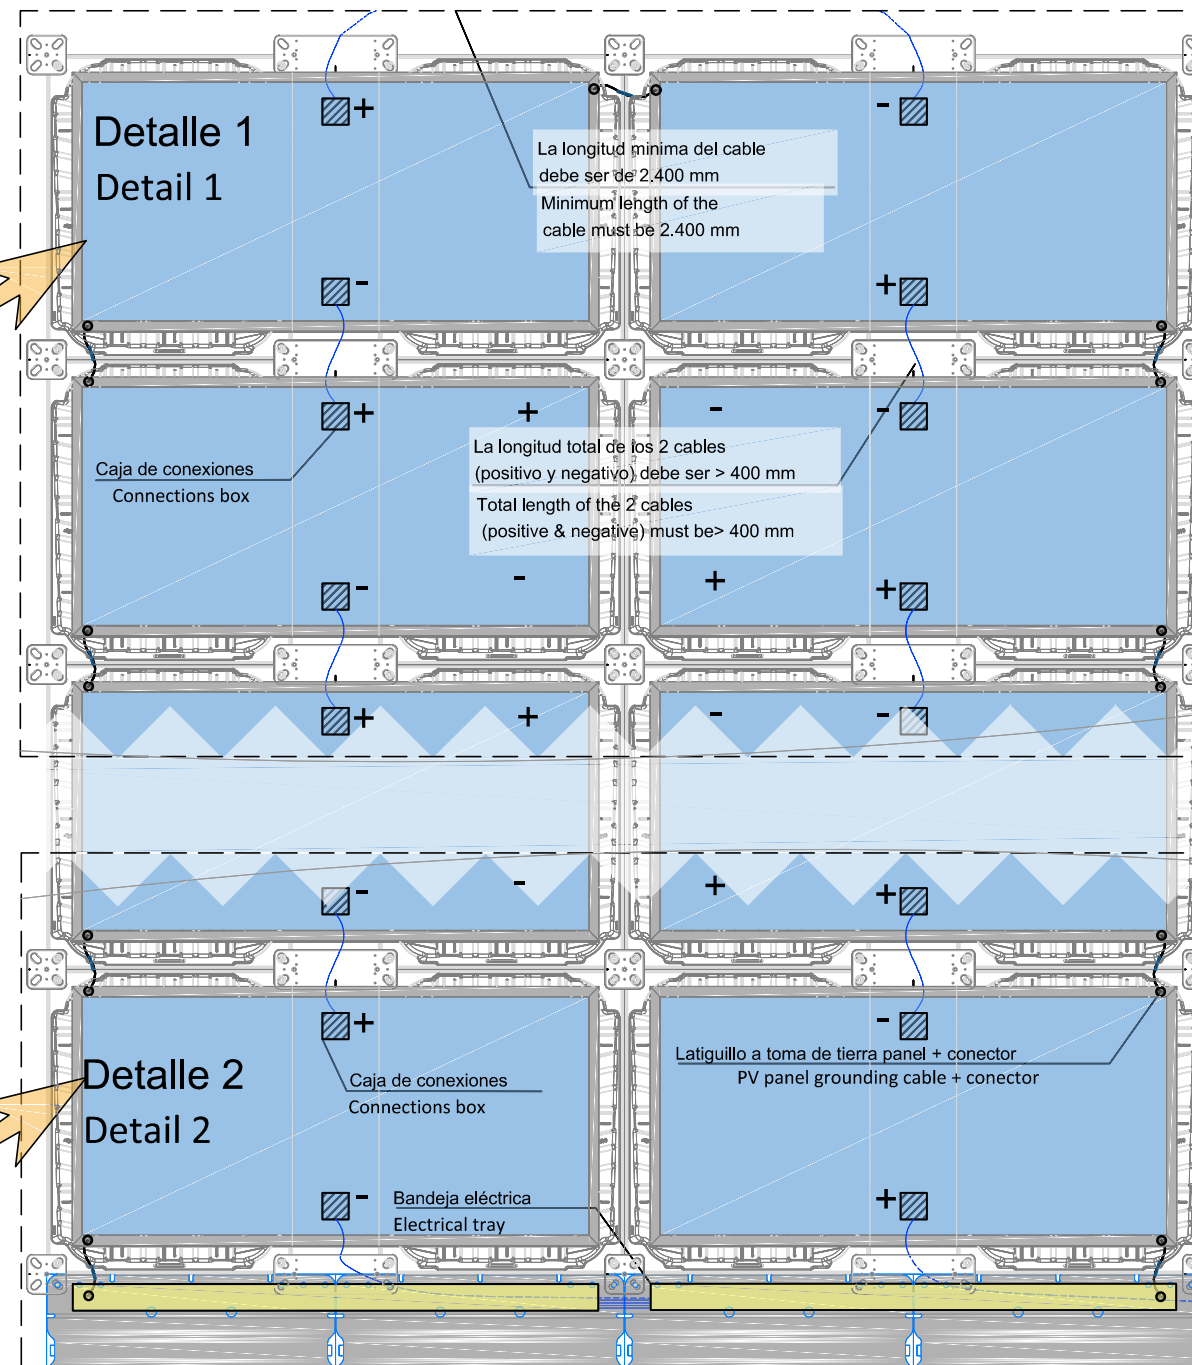 +
-
Detalle 1
Detail 1
La longitud minima del cable
debe ser de 2.400 mm
Minimum length of the
cable must be 2.400 mm
-
+
+
+
-
-
Caja de conexiones
Connections box
La longitud total de los 2 cables
(positivo y negativo) debe ser > 400 mm
Total length of the 2 cables
(positive & negative) must be> 400 mm
-
-
+
+
+
+
-
-
-
-
+
+
+
-
Detalle 2
Detail 2
Caja de conexiones
Connections box
Latiguillo a toma de tierra panel + conector
PV panel grounding cable + conector
-
Bandeja eléctrica
Electrical tray
+